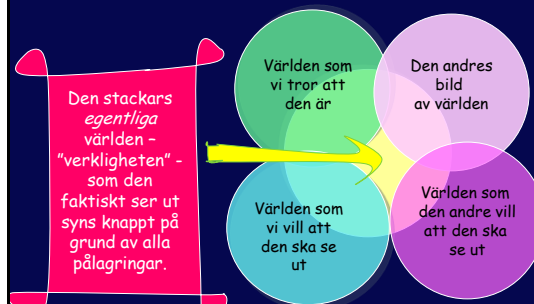 Den stackars
egentliga
världen –
"verkligheten" -
som den
faktiskt ser ut
syns knappt på
grund av alla
pålagringar.
Världen som
vi tror att
den är
Den andres
bild
av världen
Världen som
vi vill att
den ska se
ut
Världen som
den andre vill
att den ska
se ut